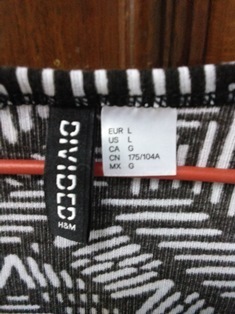 DIVIDED
H&M
EUR L
US L
CA G
CN 175/104A
MX G